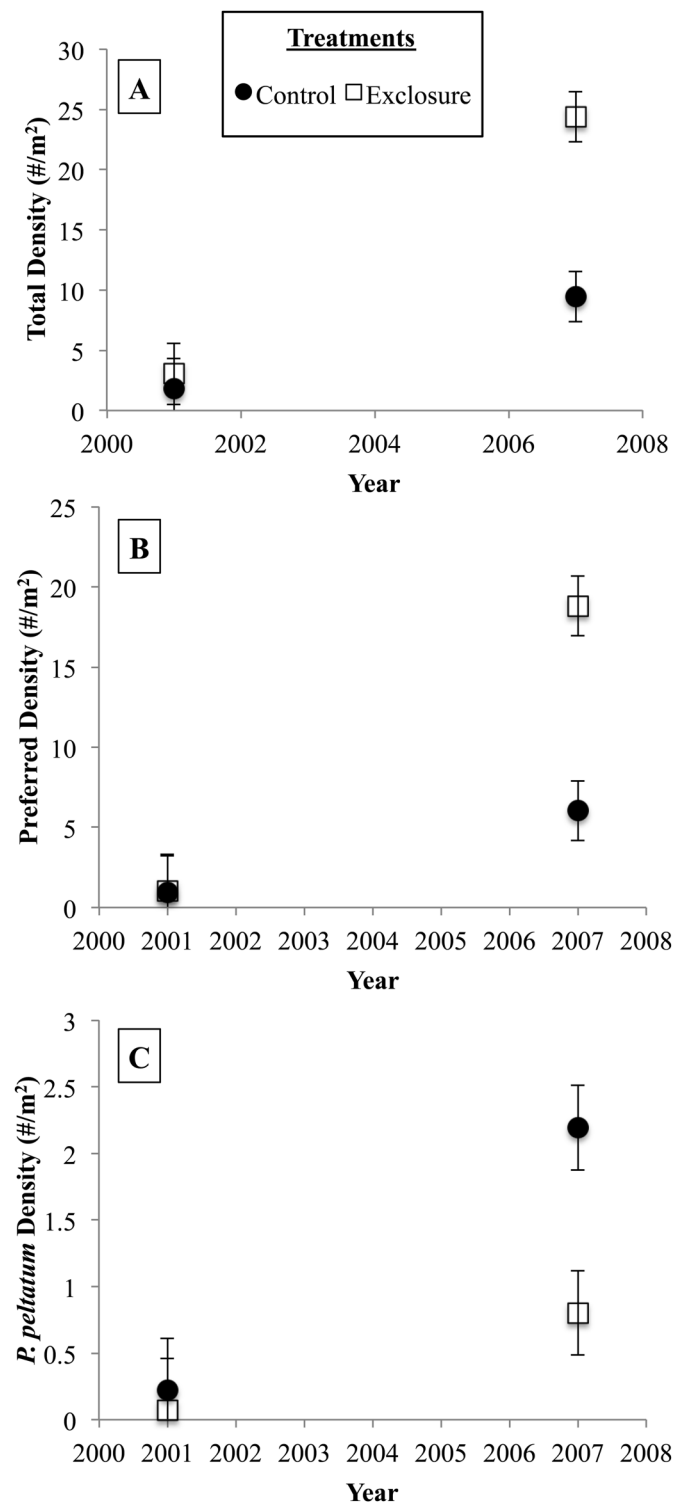 Treatments
Control Exclosure
A
Total Density (#/m²)
30
25
20
15
10
5
0
2000 2002 2004 2006 2008
Year
B
Preferred Density (#/m²)
25
20
15
10
5
0
2000 2001 2002 2003 2004 2005 2006 2007 2008
Year
C
P. peltatum Density (#/m²)
3
2.5
2
1.5
1
0.5
0
2000 2001 2002 2003 2004 2005 2006 2007 2008
Year